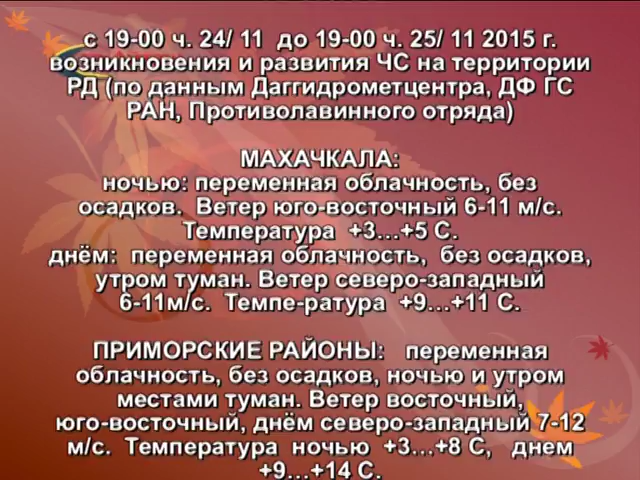 с 19-00 ч. 24/ 11  до 19-00 ч. 25/ 11 2015 г.
возникновения и развития ЧС на территории
РД (по данным Даггидрометцентра, ДФ ГС
РАН, Противолавинного отряда)
МАХАЧКАЛА:
ночью: переменная облачность, без
осадков.  Ветер юго-восточный 6-11 м/с.
Температура  +3…+5 С.
днём:  переменная облачность,  без осадков,
утром туман. Ветер северо-западный
6-11м/с.  Темпе-ратура  +9…+11 С.
ПРИМОРСКИЕ РАЙОНЫ:   переменная
облачность, без осадков, ночью и утром
местами туман. Ветер восточный,
юго-восточный, днём северо-западный 7-12
м/с.  Температура  ночью  +3…+8 С,   днем
+9…+14 С.